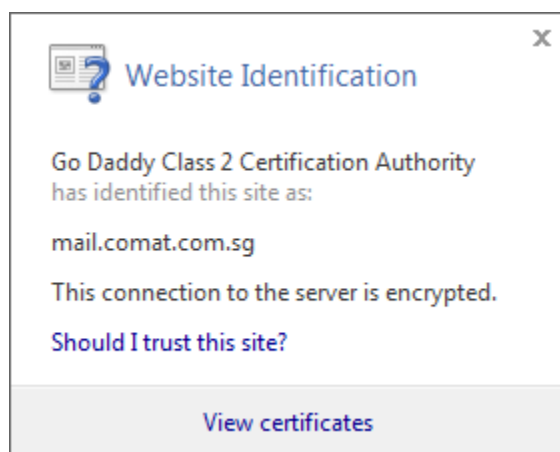 Website Identification
Go Daddy Class 2 Certification Authority
has identified this site as:
mail.comat.com.sg
This connection to the server is encrypted.
Should I trust this site?
View certificates